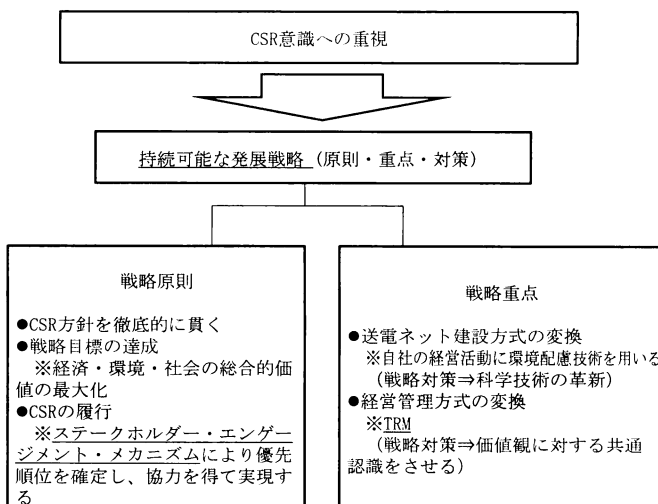 CSR意識への重視
持続可能な発展戦略（原則・重点・対策）
戦略原則
●CSR方針を徹底的に貫く
●戦略目標の達成
※経済・環境・社会の総合的価
値の最大化
●CSRの履行
※ステークホルダー・エンゲー
ジメント・メカニズムにより優先
順位を確定し、協力を得て実現す
る
戦略重点
●送電ネット建設方式の変換
※自社の経営活動に環境配慮技術を用いる
（戦略対策⇒科学技術の革新）
●経営管理方式の変換
※TRM
（戦略対策⇒価値観に対する共通
認識をさせる）